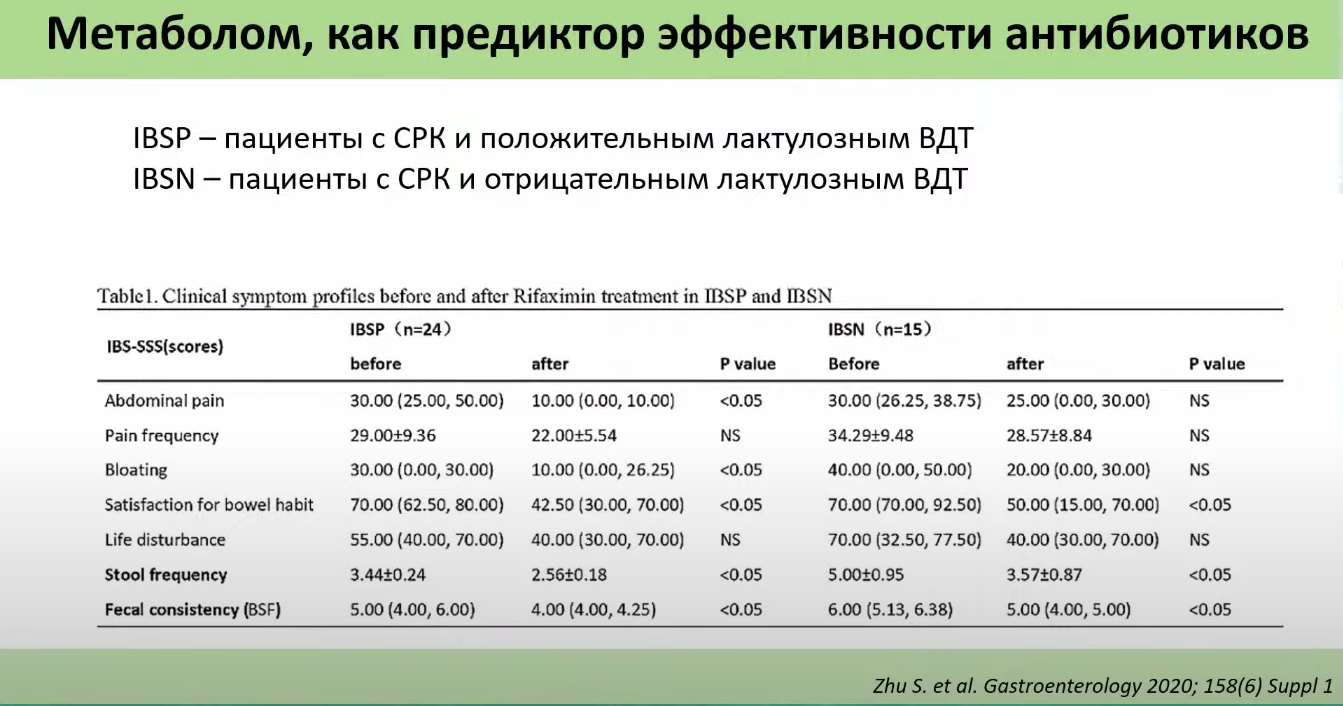 Метаболом, как предиктор эффективности антибиотиков
IBSP – пациенты с СРК и положительным лактулозным ВДТ
IBSN – пациенты с СРК и отрицательным лактулозным ВДТ
Table1. Clinical symptom profiles before and after Rifaximin treatment in IBSP and IBSN
IBS-SSS(scores) IBSP（n=24） IBSN（n=15）
before after P value Before after P value
Abdominal pain 30.00 (25.00, 50.00) 10.00 (0.00, 10.00) <0.05 30.00 (26.25, 38.75) 25.00 (0.00, 30.00) NS
Pain frequency 29.00±9.36 22.00±5.54 NS 34.29±9.48 28.57±8.84 NS
Bloating 30.00 (0.00, 30.00) 10.00 (0.00, 26.25) <0.05 40.00 (0.00, 50.00) 20.00 (0.00, 30.00) NS
Satisfaction for bowel habit 70.00 (62.50, 80.00) 42.50 (30.00, 70.00) <0.05 70.00 (70.00, 92.50) 50.00 (15.00, 70.00) <0.05
Life disturbance 55.00 (40.00, 70.00) 40.00 (30.00, 70.00) NS 70.00 (32.50, 77.50) 40.00 (30.00, 70.00) NS
Stool frequency 3.44±0.24 2.56±0.18 <0.05 5.00±0.95 3.57±0.87 <0.05
Fecal consistency (BSF) 5.00 (4.00, 6.00) 4.00 (4.00, 4.25) <0.05 6.00 (5.13, 6.38) 5.00 (4.00, 5.00) <0.05
Zhu S. et al. Gastroenterology 2020; 158(6) Suppl 1